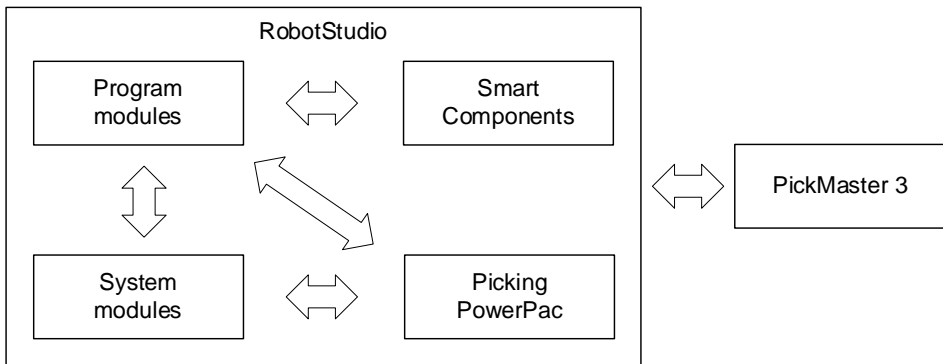 RobotStudio
Program
modules
Smart
Components
PickMaster 3
System
modules
Picking
PowerPac